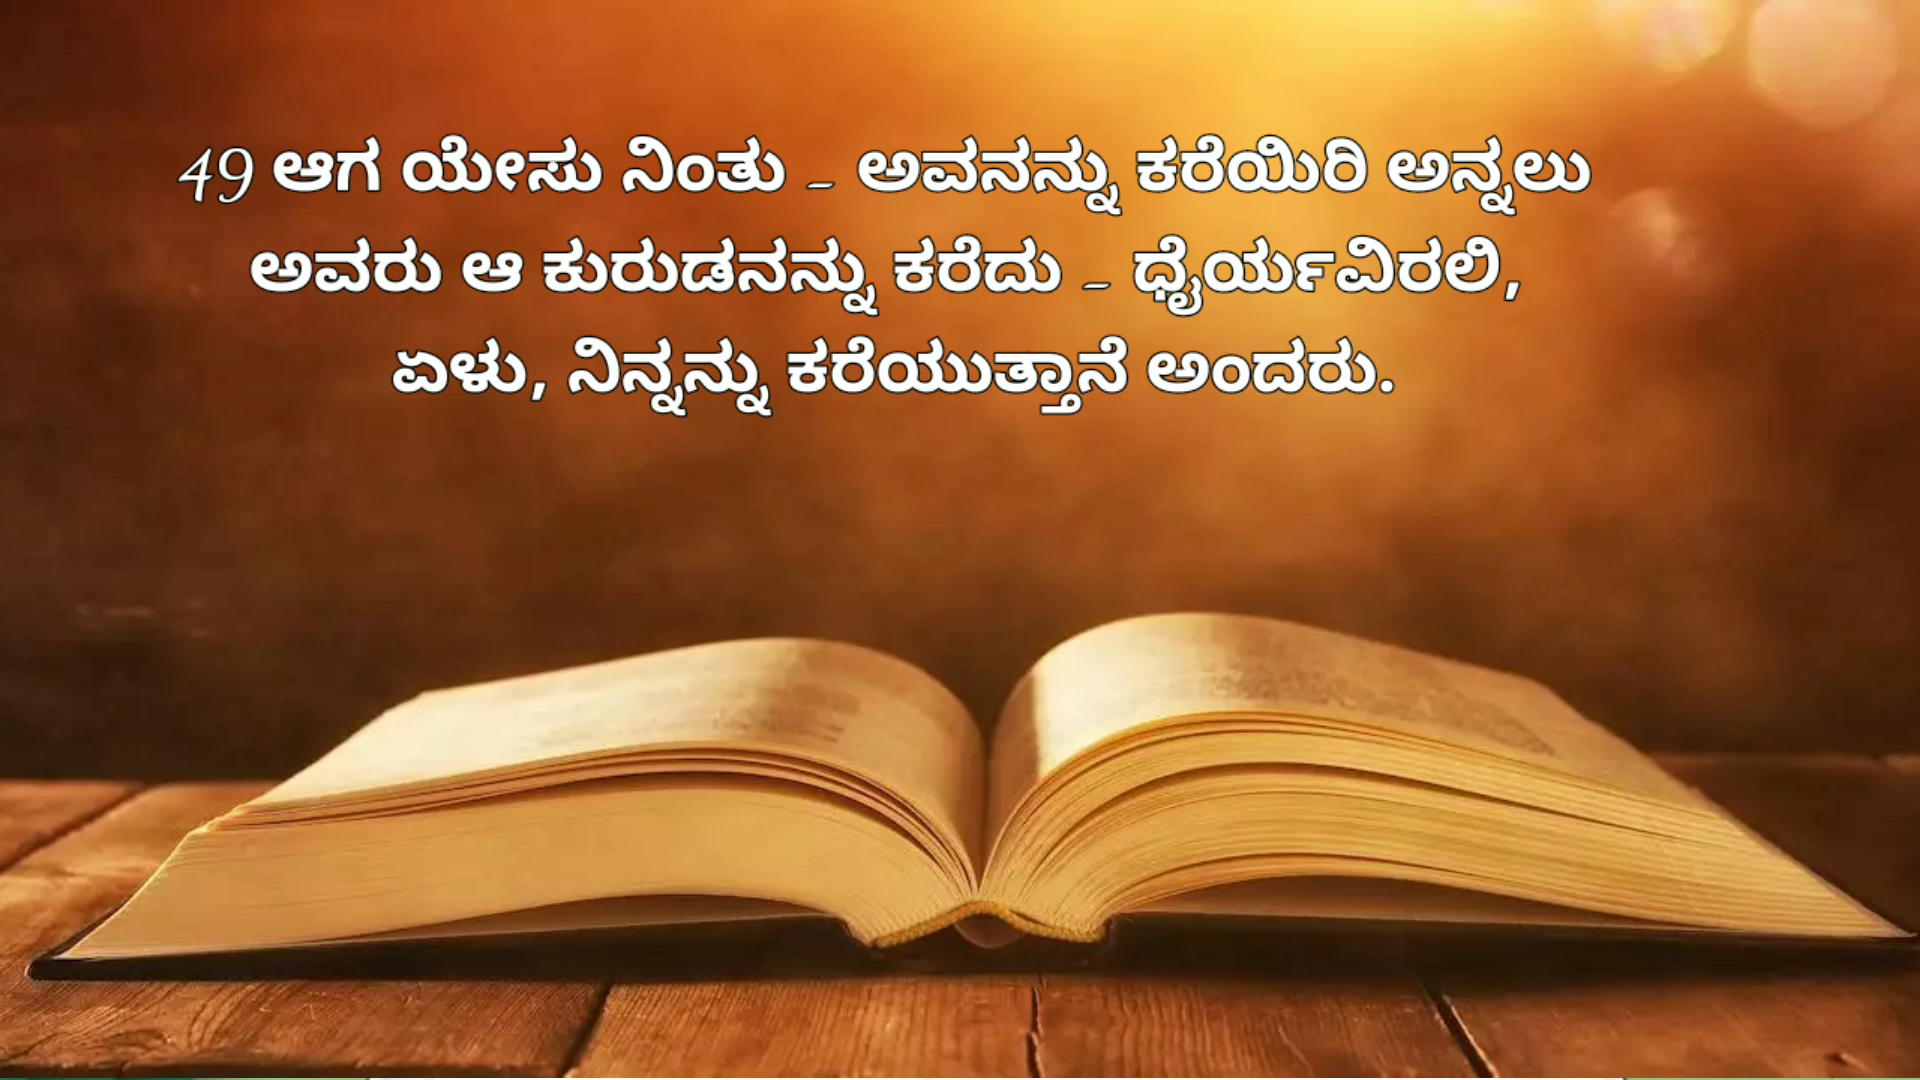 49 ಆಗ ಯೇಸು ನಿಂತು - ಅವನನ್ನು ಕರೆಯಿರಿ ಅನ್ನಲು
ಅವರು ಆ ಕುರುಡನನ್ನು ಕರೆದು - ಧೈರ್ಯವಿರಲಿ,
ಏಳು, ನಿನ್ನನ್ನು ಕರೆಯುತ್ತಾನೆ ಅಂದರು.